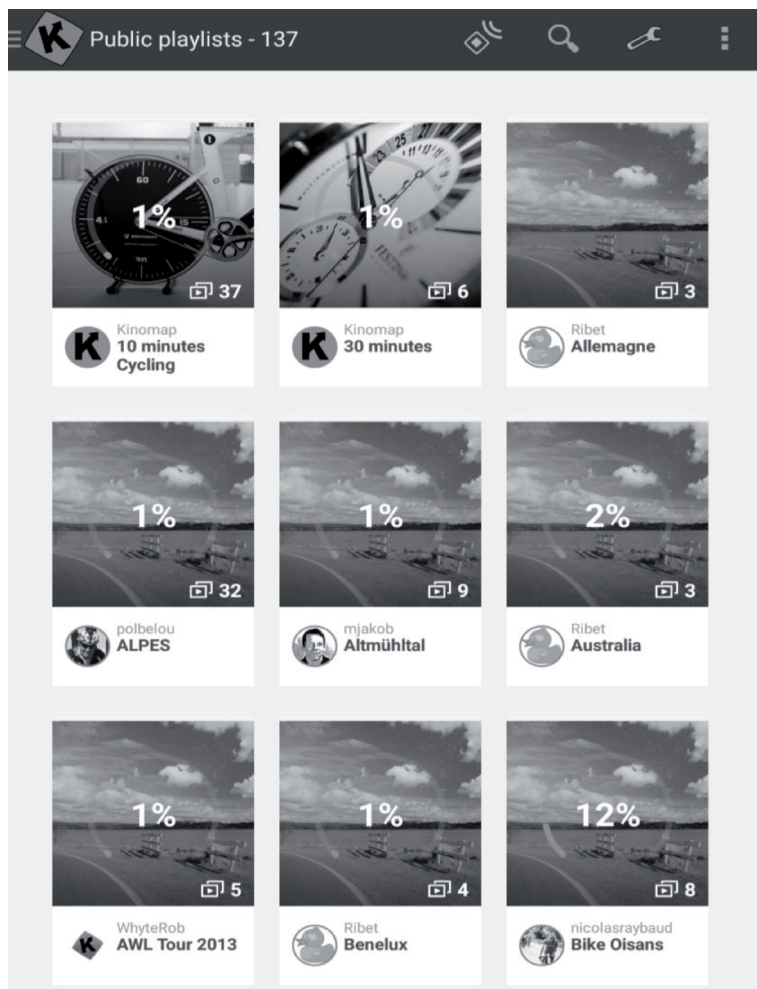 Public playlists - 137
1%
37
Kinomap
10 minutes
Cycling
1%
6
Kinomap
30 minutes
3
Ribet
Allemagne
1%
32
polbelou
ALPES
1%
9
mjakob
Altmühltal
2%
3
Ribet
Australia
1%
5
WhyteRob
AWL Tour 2013
1%
4
Ribet
Benelux
12%
8
nicolasraybaud
Bike Oisans